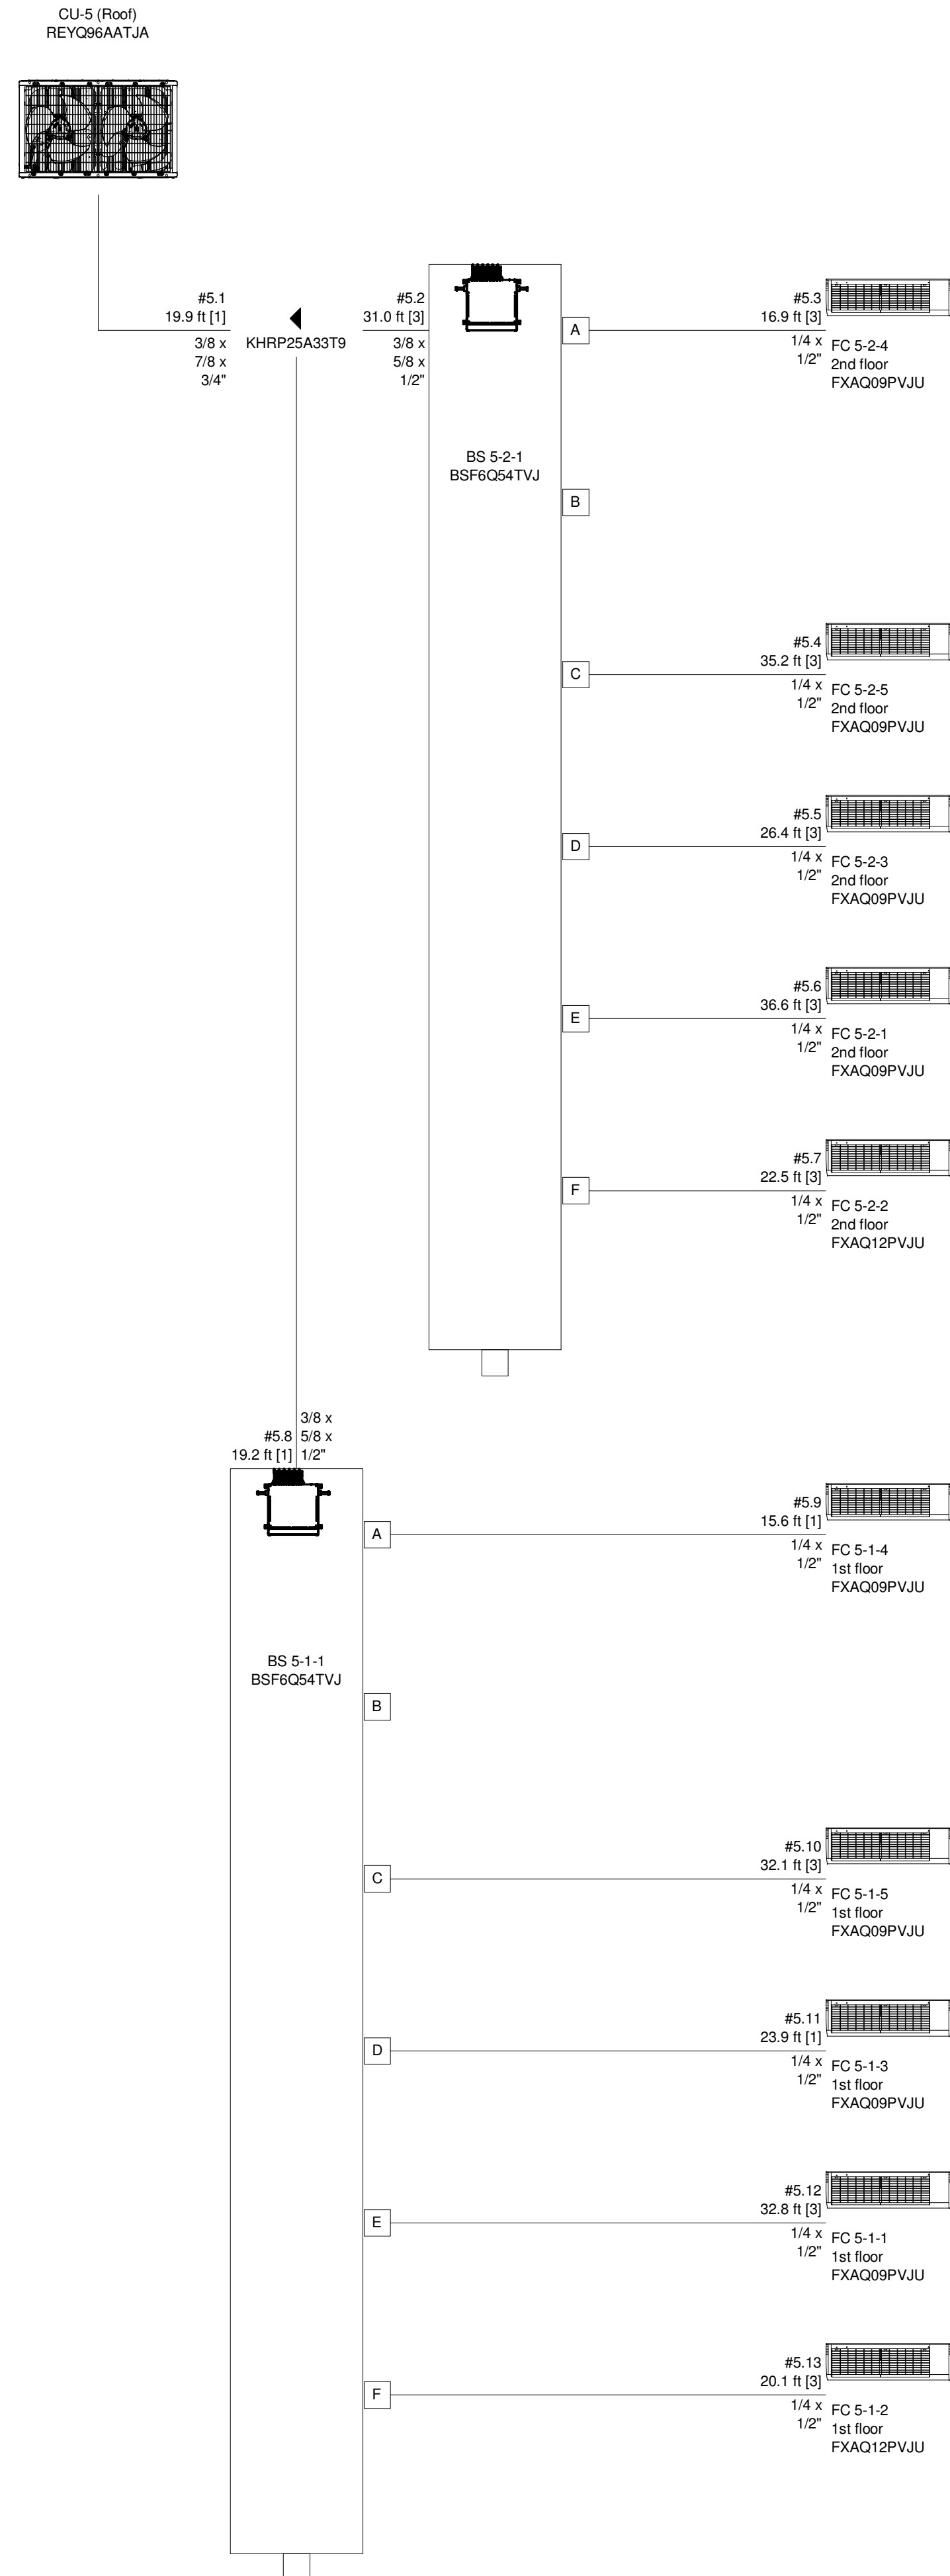 CU-5 (Roof)
REYQ96AATJA
#5.1
19.9 ft [1]
3/8 x
7/8 x
3/4"
KHRP25A33T9
#5.2
31.0 ft [3]
3/8 x
5/8 x
1/2"
BS 5-2-1
BSF6Q54TVJ
A
#5.3
16.9 ft [3]
1/4 x
1/2"
FC 5-2-4
2nd floor
FXAQ09PVJU
B
C
#5.4
35.2 ft [3]
1/4 x
1/2"
FC 5-2-5
2nd floor
FXAQ09PVJU
D
#5.5
26.4 ft [3]
1/4 x
1/2"
FC 5-2-3
2nd floor
FXAQ09PVJU
E
#5.6
36.6 ft [3]
1/4 x
1/2"
FC 5-2-1
2nd floor
FXAQ09PVJU
F
#5.7
22.5 ft [3]
1/4 x
1/2"
FC 5-2-2
2nd floor
FXAQ12PVJU
#5.8
19.2 ft [1]
3/8 x
5/8 x
1/2"
BS 5-1-1
BSF6Q54TVJ
A
#5.9
15.6 ft [1]
1/4 x
1/2"
FC 5-1-4
1st floor
FXAQ09PVJU
B
C
#5.10
32.1 ft [3]
1/4 x
1/2"
FC 5-1-5
1st floor
FXAQ09PVJU
D
#5.11
23.9 ft [1]
1/4 x
1/2"
FC 5-1-3
1st floor
FXAQ09PVJU
E
#5.12
32.8 ft [3]
1/4 x
1/2"
FC 5-1-1
1st floor
FXAQ09PVJU
F
#5.13
20.1 ft [3]
1/4 x
1/2"
FC 5-1-2
1st floor
FXAQ12PVJU